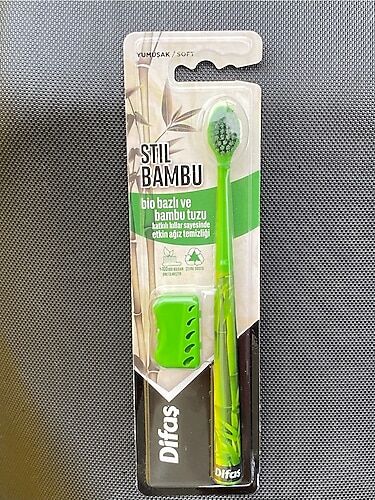 YUMUŞAK / SOFT
STIL
BAMBU
bio bazlı ve
bambu tuzu
katkılı kıllar sayesinde
etkin ağız temizliği
Difaş
Difaş